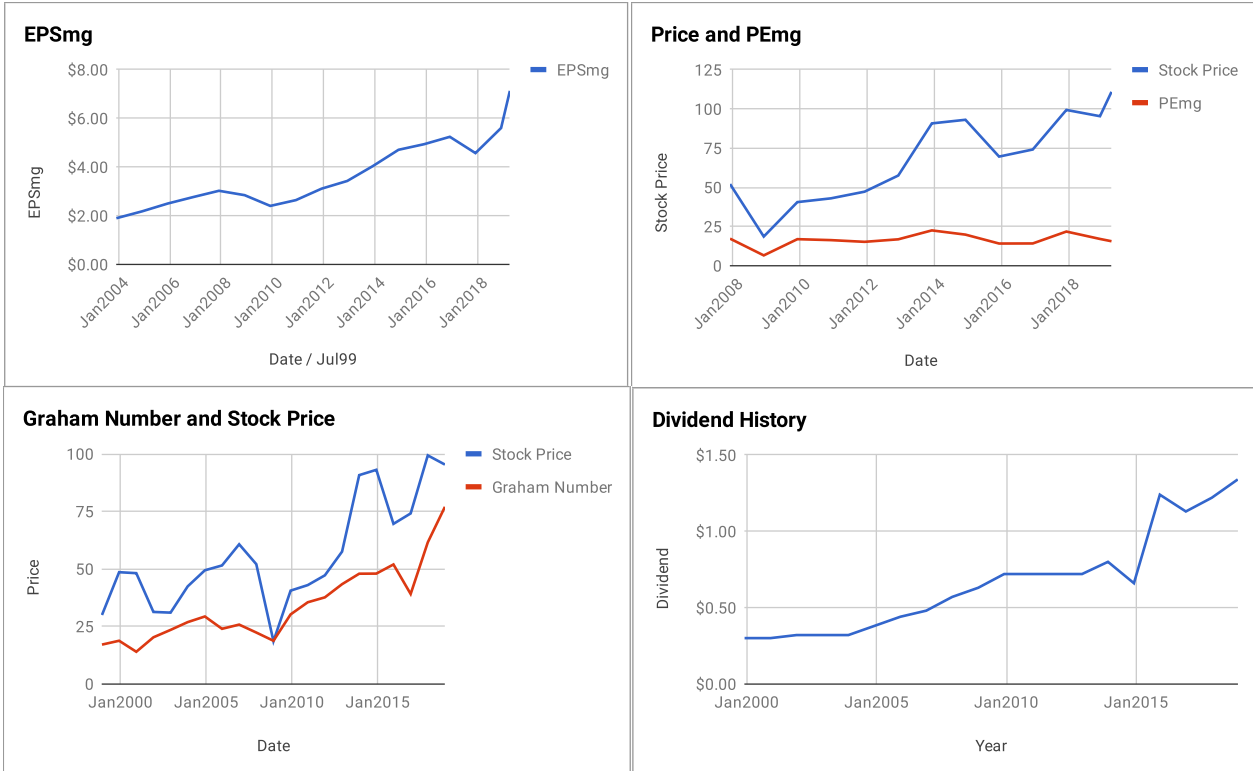 EPSmg
EPSmg
$8.00
$6.00
$4.00
$2.00
$0.00
EPSmg
Jan2004
Jan2006
Jan2008
Jan2010
Jan2012
Jan2014
Jan2016
Jan2018
Date / Jul99
Price and PEmg
Stock Price
PEmg
125
100
75
50
25
0
Stock Price
Jan2008
Jan2010
Jan2012
Jan2014
Jan2016
Jan2018
Date
Graham Number and Stock Price
Stock Price
Graham Number
100
75
50
25
0
Price
Jan2000
Jan2005
Jan2010
Jan2015
Date
Dividend History
$1.50
$1.00
$0.50
$0.00
Dividend
Jan2000
Jan2005
Jan2010
Jan2015
Year